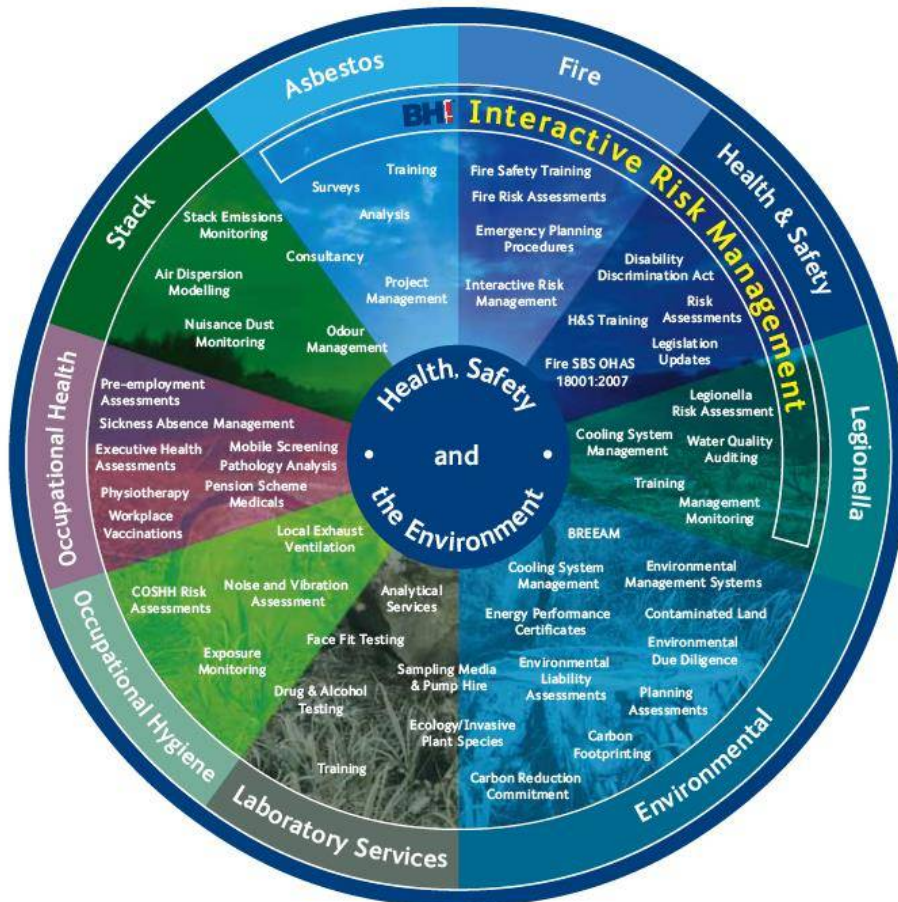 Asbestos
Fire
Health & Safety
Legionella
Environmental
Laboratory Services
Occupational Hygiene
Occupational Health
Stack
BHI Interactive Risk Management
Training
Surveys
Analysis
Consultancy
Project
Management
Fire Safety Training
Fire Risk Assessments
Emergency Planning
Procedures
Interactive Risk
Management
Disability
Discrimination Act
Risk
Assessments
H&S Training
Legislation
Updates
Fire SBS OHAS
18001:2007
Legionella
Risk Assessment
Cooling System
Management
Water Quality
Auditing
Training
Management
Monitoring
BREEAM
Cooling System
Management
Environmental
Management Systems
Energy Performance
Certificates
Contaminated Land
Environmental
Due Diligence
Environmental
Liability
Assessments
Planning
Assessments
Carbon
Footprinting
Carbon Reduction
Commitment
Analytical
Services
Face Fit Testing
Sampling Media
& Pump Hire
Drug & Alcohol
Testing
Ecology/Invasive
Plant Species
Training
Local Exhaust
Ventilation
COSHH Risk
Assessments
Noise and Vibration
Assessment
Exposure
Monitoring
Pre-employment
Assessments
Sickness Absence Management
Executive Health
Assessments
Mobile Screening
Pathology Analysis
Physiotherapy
Pension Scheme
Medicals
Workplace
Vaccinations
Stack Emissions
Monitoring
Air Dispersion
Modelling
Nuisance Dust
Monitoring
Odour
Management
Health, Safety
and
the Environment